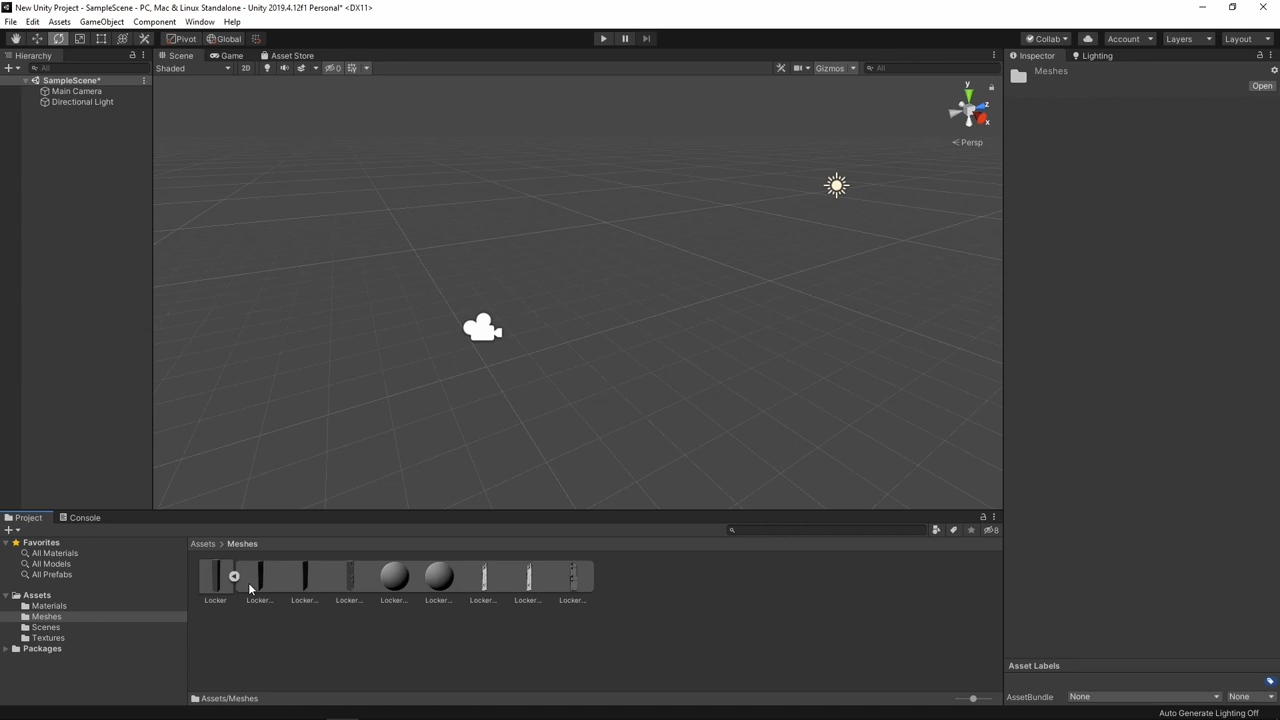 New Unity Project - SampleScene - PC, Mac & Linux Standalone - Unity 2019.4.12f1 Personal* <DX11>
File Edit Assets GameObject Component Window Help
Pivot Global Collab Account Layers Layout
Hierarchy Scene Game Asset Store Inspector Lighting
All Shaded 2D 0 Gizmos All Meshes
SampleScene*
Open
Main Camera
Directional Light
y
z
x
Persp
Project Console
8
Favorites Assets > Meshes
All Materials
All Models
All Prefabs
Assets
Locker Locker... Locker... Locker... Locker... Locker... Locker... Locker... Locker...
Materials
Meshes
Scenes
Textures
Packages
Asset Labels
Assets/Meshes
AssetBundle None None
Auto Generate Lighting Off